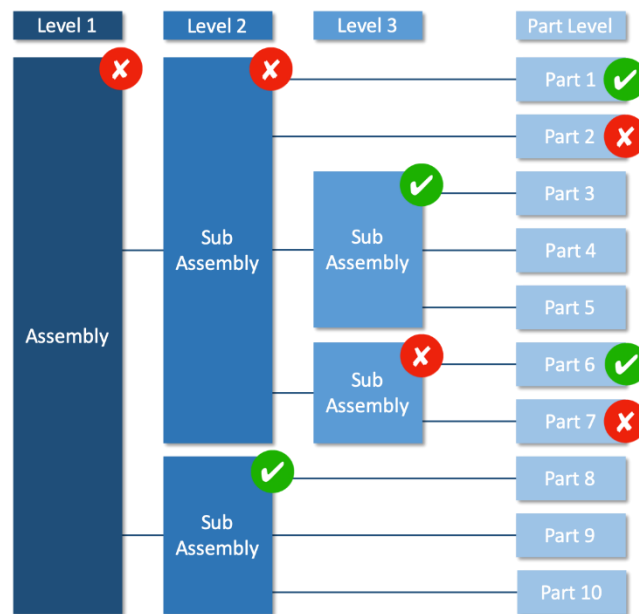 Level 1
Level 2
Level 3
Part Level
Part 1
Part 2
Part 3
Sub
Assembly
Sub
Assembly
Part 4
Part 5
Assembly
Part 6
Sub
Assembly
Part 7
Part 8
Sub
Assembly
Part 9
Part 10